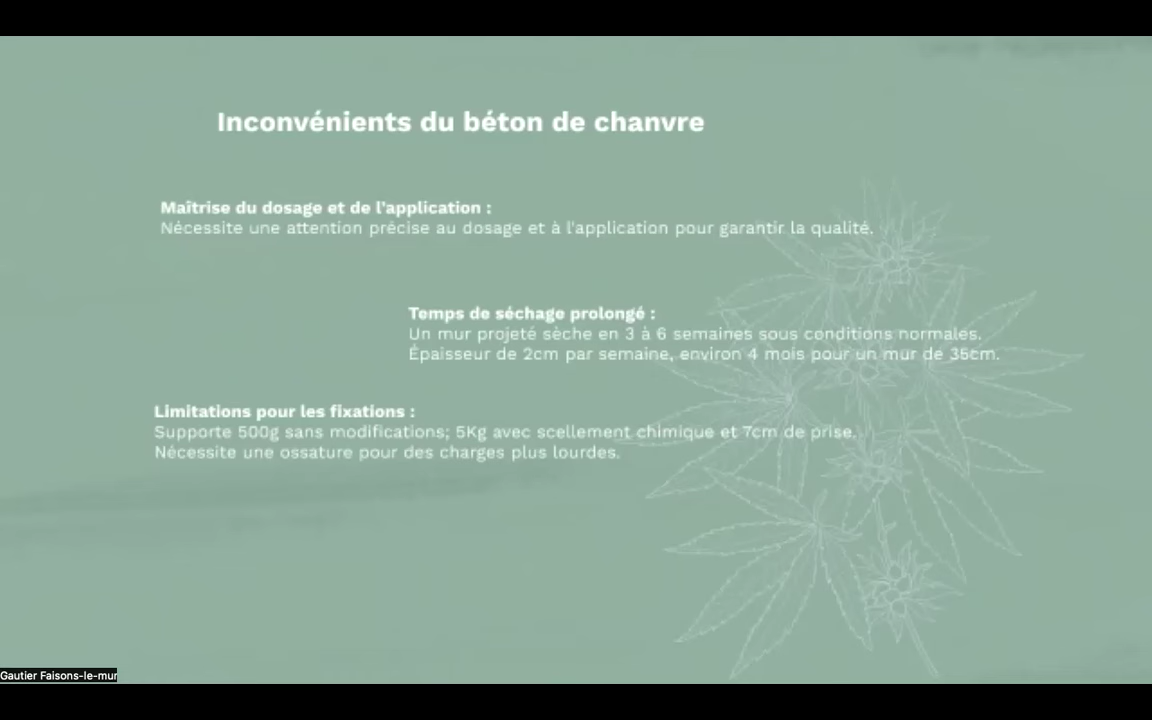 Inconvénients du béton de chanvre
Maîtrise du dosage et de l'application :
Nécessite une attention précise au dosage et à l'application pour garantir la qualité.
Temps de séchage prolongé :
Un mur projeté sèche en 3 à 6 semaines sous conditions normales.
Épaisseur de 2cm par semaine, environ 4 mois pour un mur de 35cm.
Limitations pour les fixations :
Supporte 500g sans modifications; 5Kg avec scellement chimique et 7cm de prise.
Nécessite une ossature pour des charges plus lourdes.
Gautier Faisons-le-mur